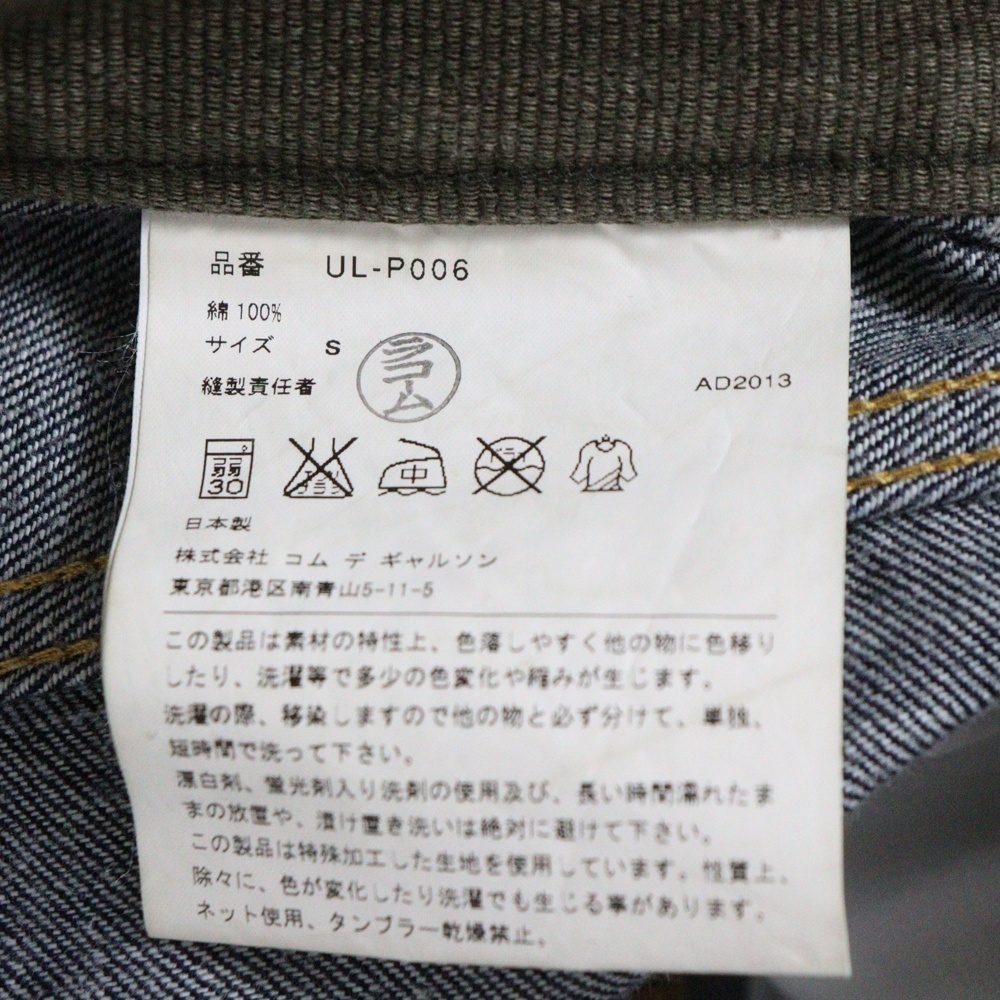 品番 UL-P006
綿 100%
サイズ S
縫製責任者 ラコム
AD2013
弱 30
エンソサラシ
中
ドライ
日本製
株式会社 コム デ ギャルソン
東京都港区南青山5-11-5
この製品は素材の特性上、色落しやすく他の物に色移り
したり、洗濯等で多少の色変化や縮みが生じます。
洗濯の際、移染しますので他の物と必ず分けて、単独、
短時間で洗って下さい。
漂白剤、蛍光剤入り洗剤の使用及び、長い時間濡れたま
まの放置や、漬け置き洗いは絶対に避けて下さい。
この製品は特殊加工した生地を使用しています。性質上、
除々に、色が変化したり洗濯でも生じる事があります。
ネット使用、タンブラー乾燥禁止。